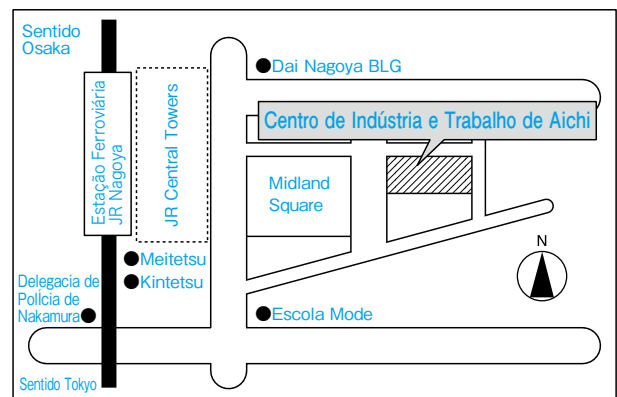 Sentido
Osaka
Dai Nagoya BLG
Estação Ferroviária
JR Nagoya
JR Central Towers
Centro de Indústria e Trabalho de Aichi
Midland
Square
N
Meitetsu
Kintetsu
Delegacia de
Polícia de
Nakamura
Escola Mode
Sentido Tokyo